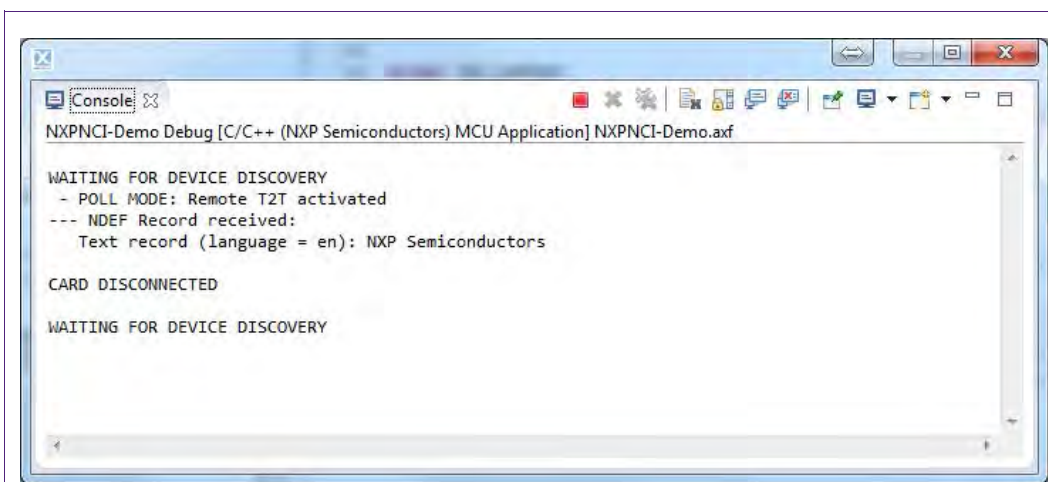 Console
NXPNCI-Demo Debug [C/C++ (NXP Semiconductors) MCU Application] NXPNCI-Demo.axf
WAITING FOR DEVICE DISCOVERY
- POLL MODE: Remote T2T activated
--- NDEF Record received:
Text record (language = en): NXP Semiconductors
CARD DISCONNECTED
WAITING FOR DEVICE DISCOVERY